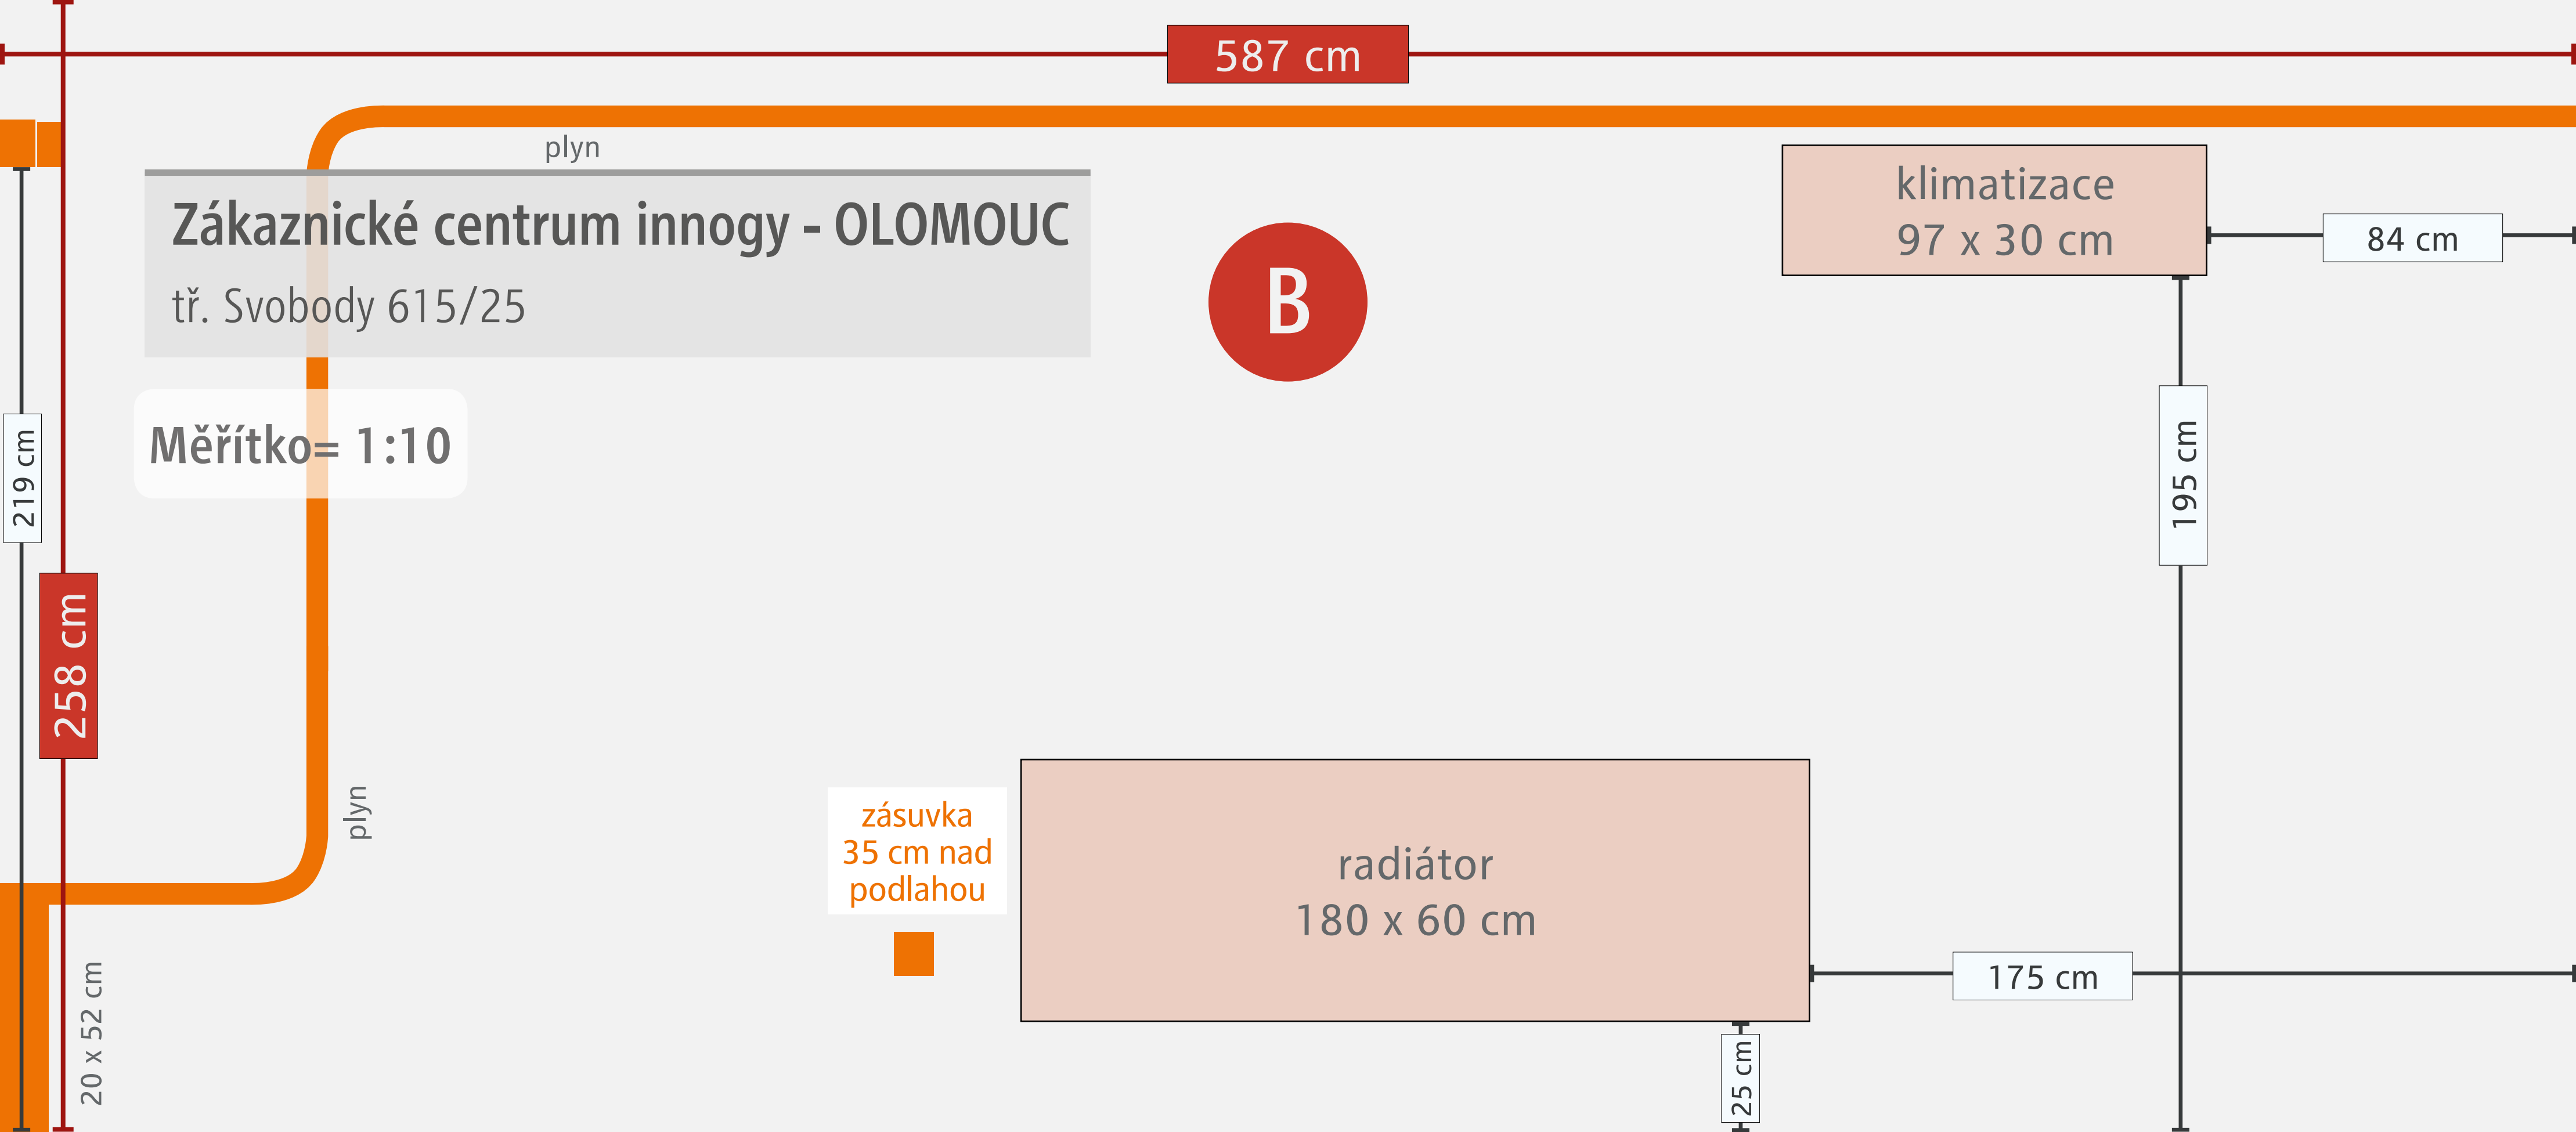 587 cm
plyn
Zákaznické centrum innogy - OLOMOUC
tř. Svobody 615/25
B
klimatizace
97 x 30 cm
84 cm
Měřítko= 1:10
219 cm
195 cm
258 cm
plyn
zásuvka
35 cm nad
podlahou
radiátor
180 x 60 cm
175 cm
20 x 52 cm
25 cm